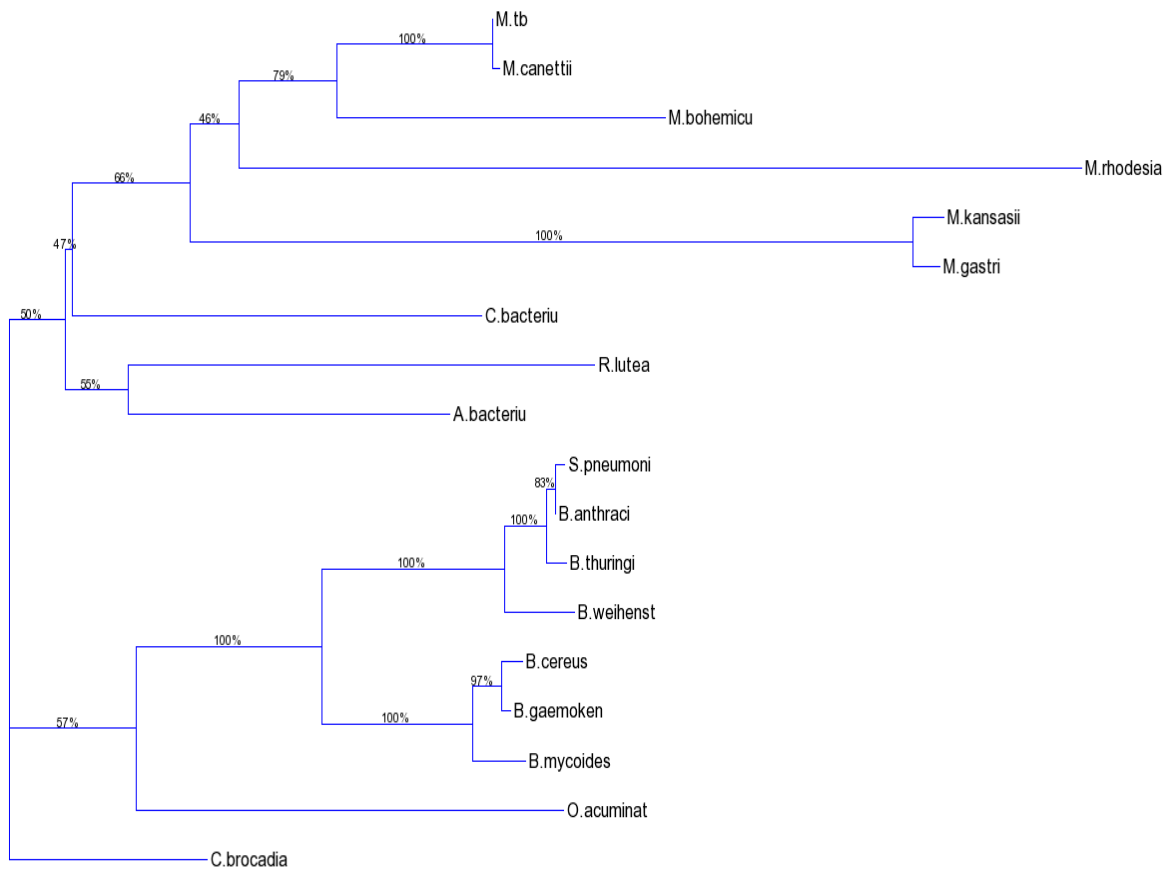 M.tb
100%
M.canettii
79%
M.bohemicu
46%
M.rhodesia
66%
M.kansasii
100%
47%
M.gastri
C.bacteriu
50%
R.lutea
55%
A.bacteriu
S.pneumoni
83%
B.anthraci
100%
B.thuringi
100%
B.weihenst
100%
B.cereus
97%
B.gaemoken
57%
100%
B.mycoides
O.acuminat
C.brocadia